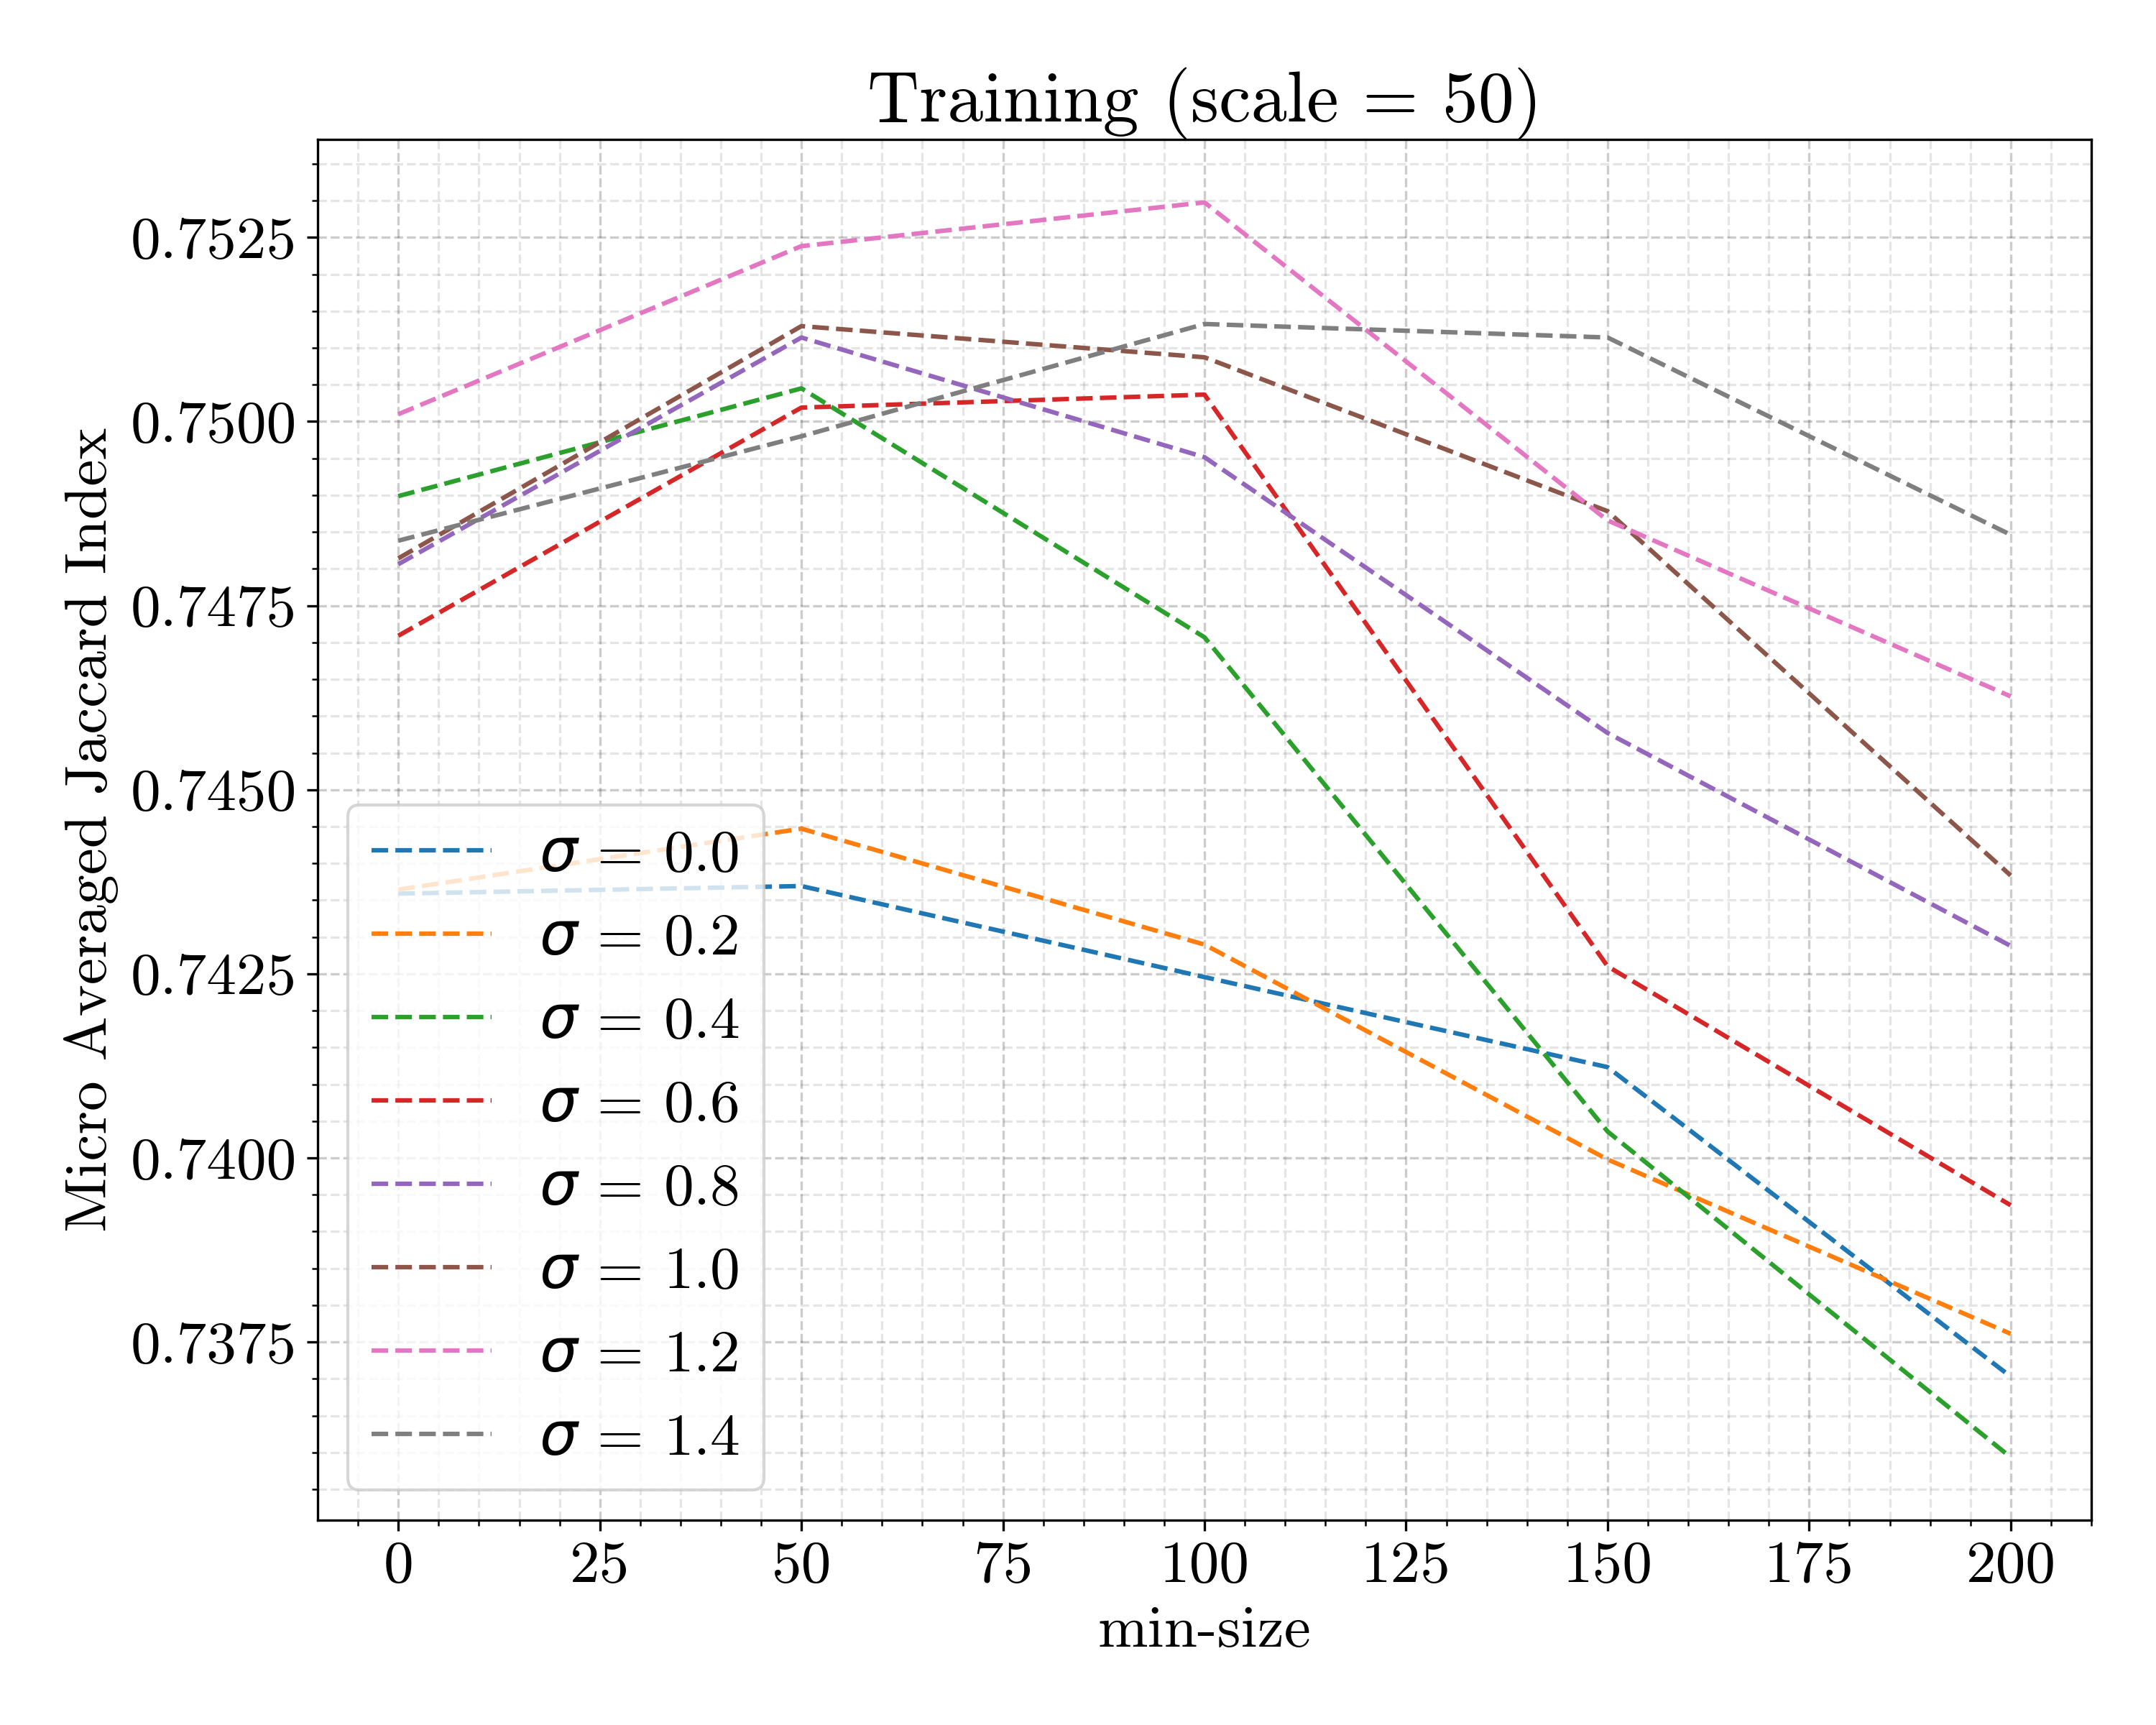 Training (scale = 50)
Micro Averaged Jaccard Index
0.7525
0.7500
0.7475
0.7450
0.7425
0.7400
0.7375
σ = 0.0
σ = 0.2
σ = 0.4
σ = 0.6
σ = 0.8
σ = 1.0
σ = 1.2
σ = 1.4
0 25 50 75 100 125 150 175 200
min-size